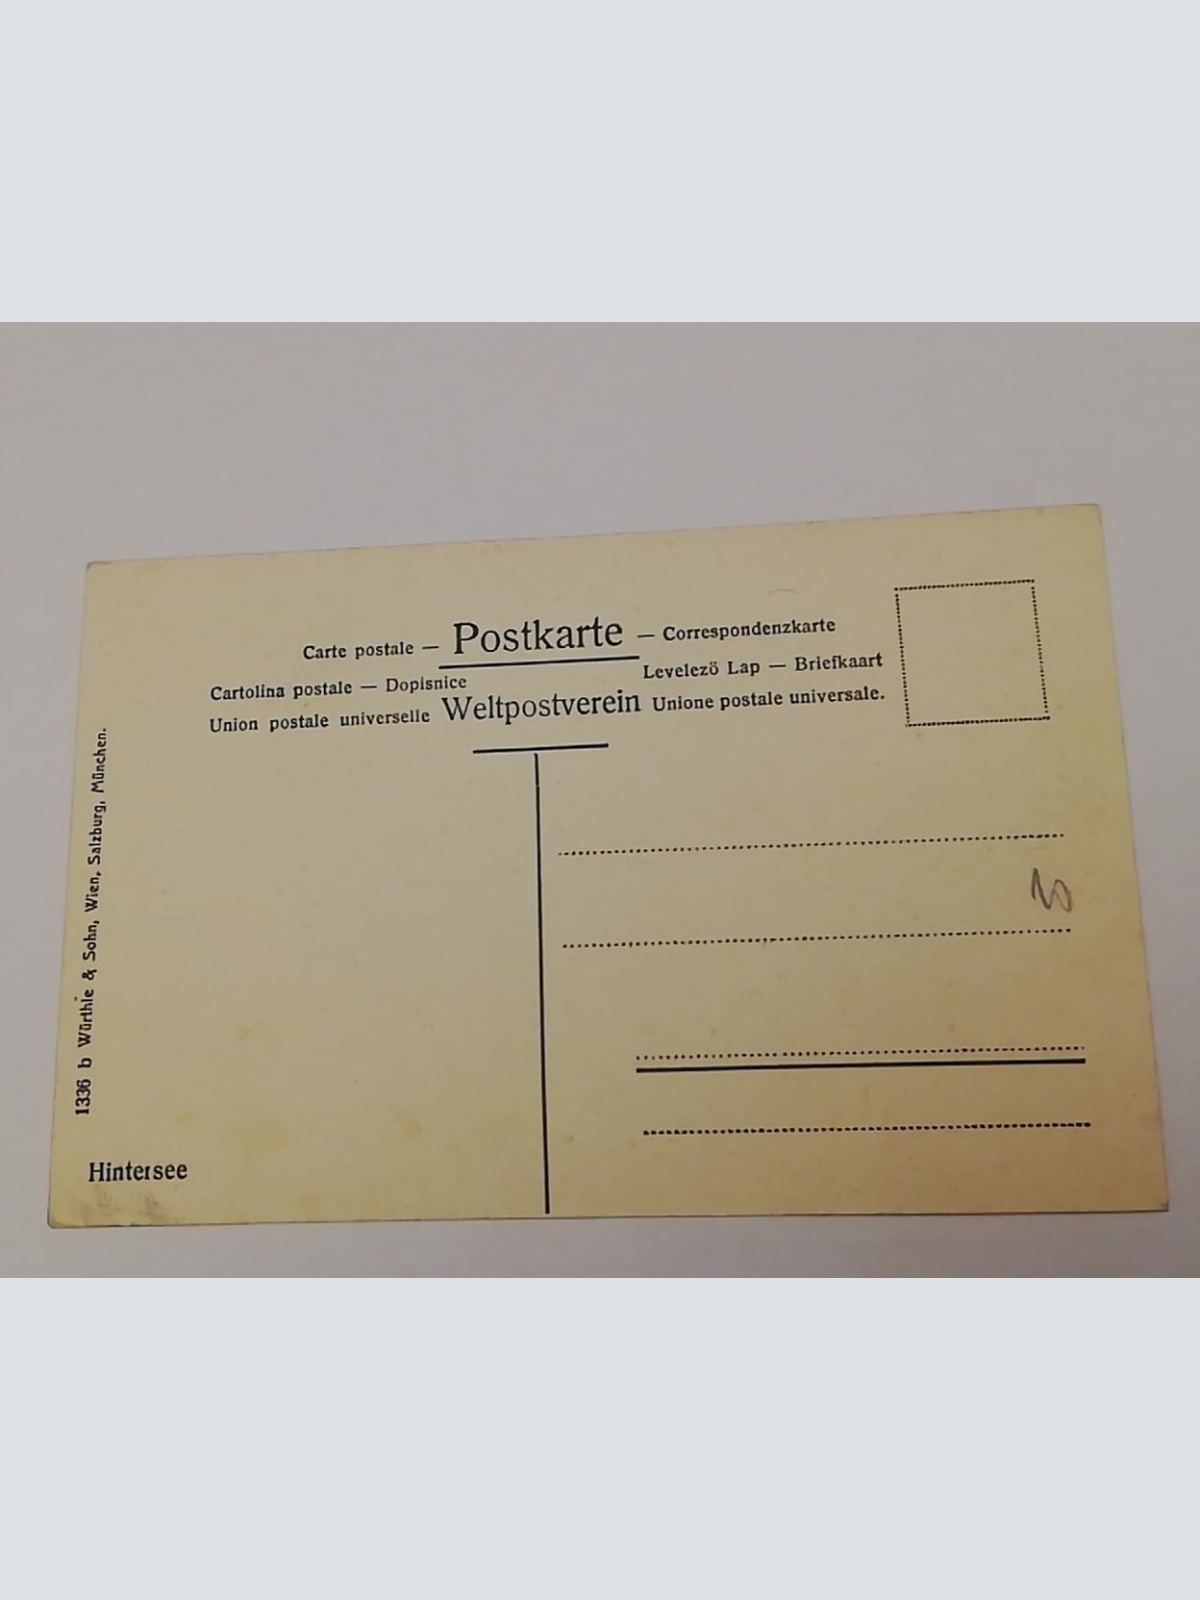 Carte postale — Postkarte — Correspondenzkarte
Cartolina postale — Dopisnice Levelező Lap — Briefkaart
Union postale universelle Weltpostverein Unione postale universale.
1336 b Würthle & Sohn, Wien, Salzburg, München.
Hintersee